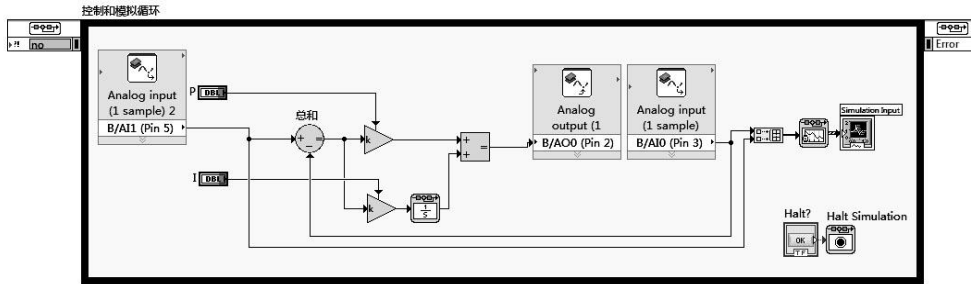 控制和模拟循环
no
Error
Analog input
(1 sample) 2
B/AI1 (Pin 5)
P
DBL
总和
k
I
DBL
k
1
S
=
Analog
output (1
B/AO0 (Pin 2)
Analog input
(1 sample)
B/AI0 (Pin 3)
Simulation Input
Halt?
OK
TF
Halt Simulation